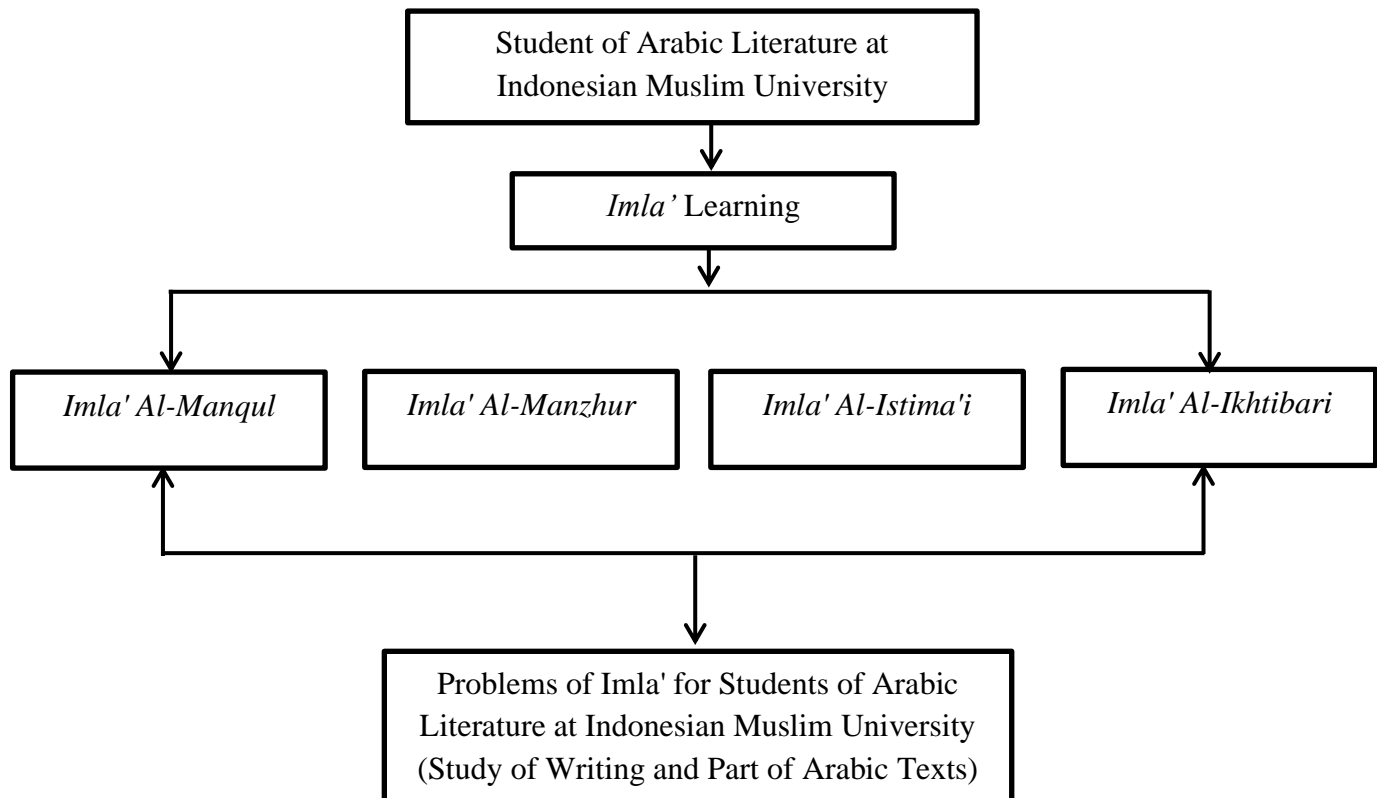 Student of Arabic Literature at
Indonesian Muslim University
Imla’ Learning
Imla' Al-Manqul
Imla' Al-Manzhur
Imla' Al-Istima'i
Imla' Al-Ikhtibari
Problems of Imla' for Students of Arabic
Literature at Indonesian Muslim University
(Study of Writing and Part of Arabic Texts)